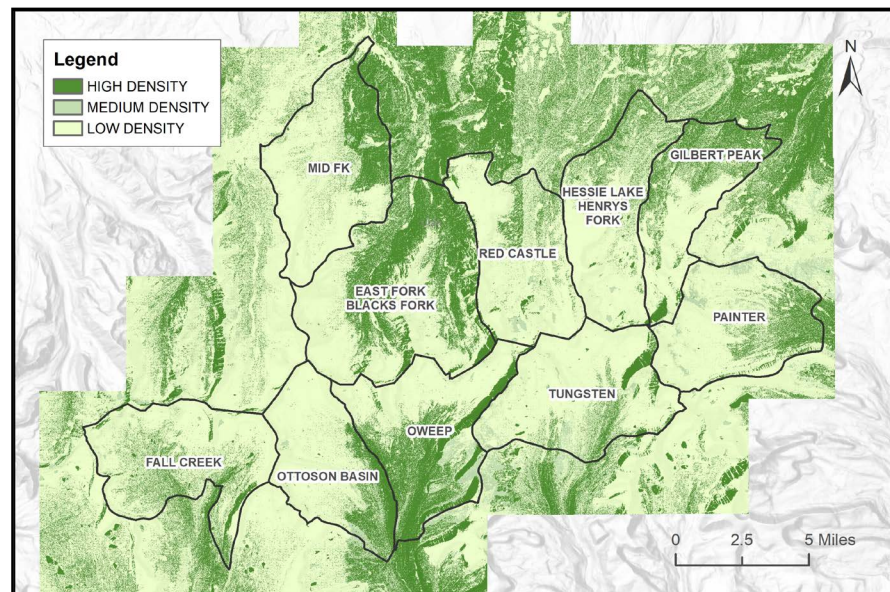 Legend
HIGH DENSITY
MEDIUM DENSITY
LOW DENSITY
N
MID FK
GILBERT PEAK
HESSIE LAKE
HENRYS
FORK
RED CASTLE
EAST FORK
BLACKS FORK
PAINTER
TUNGSTEN
OWEEP
FALL CREEK
OTTOSON BASIN
0 2.5 5 Miles